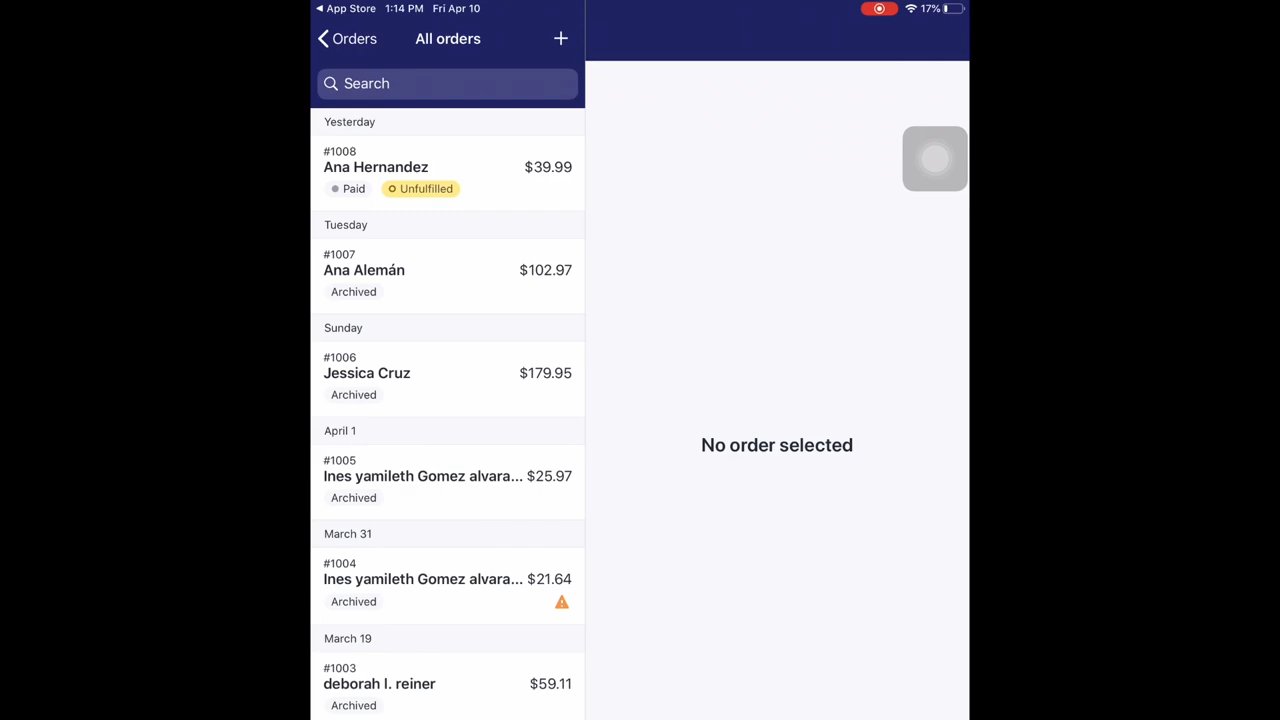 App Store 1:14 PM Fri Apr 10
17%
Orders All orders
Search
Yesterday
#1008
Ana Hernandez $39.99
Paid Unfulfilled
Tuesday
#1007
Ana Alemán $102.97
Archived
Sunday
#1006
Jessica Cruz $179.95
Archived
April 1
#1005
Ines yamileth Gomez alvara... $25.97
Archived
March 31
#1004
Ines yamileth Gomez alvara... $21.64
Archived
March 19
#1003
deborah l. reiner $59.11
Archived
No order selected